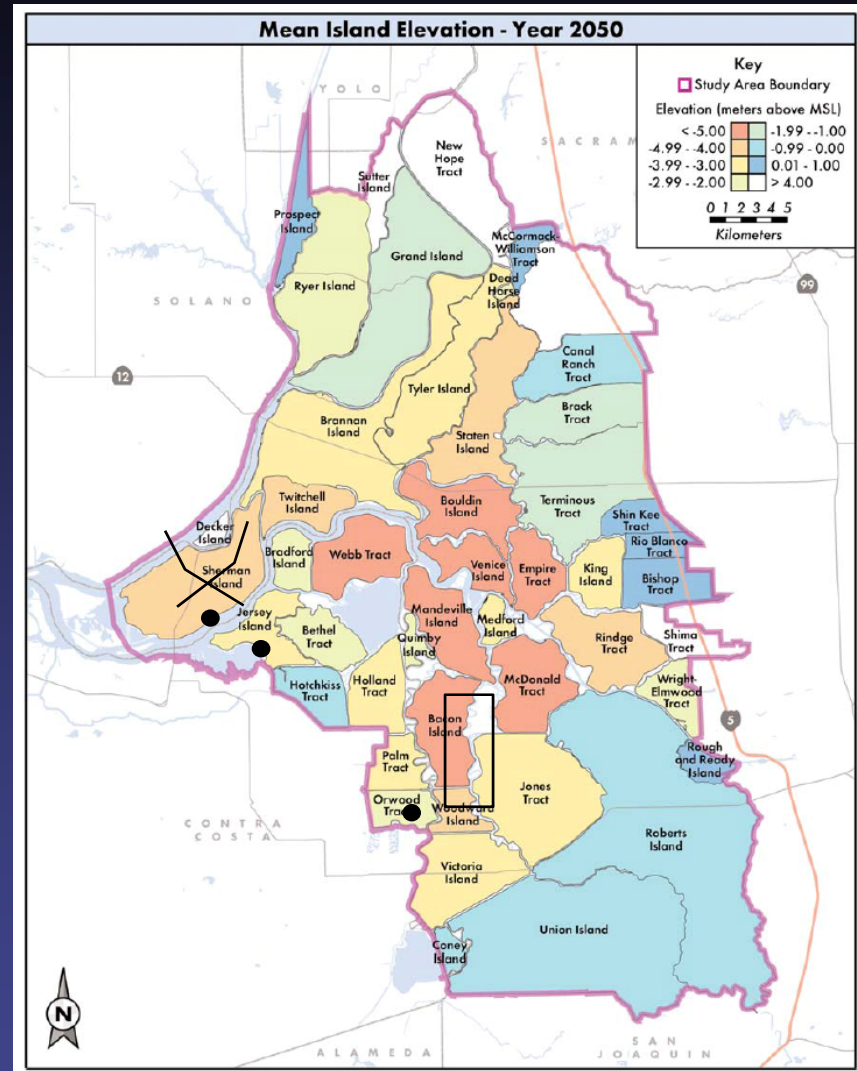 Mean Island Elevation - Year 2050
Key
Study Area Boundary
Elevation (meters above MSL)
< -5.00
-1.99 - -1.00
-4.99 - -4.00
-0.99 - 0.00
-3.99 - -3.00
0.01 - 1.00
-2.99 - -2.00
> 4.00
0 1 2 3 4 5
Kilometers
YOLO
SACRAM
New
Hope
Tract
Sutter
Island
Prospect
Island
McCormack-
Williamson
Tract
Grand Island
Dead
Horse
Island
Ryer Island
SOLANO
99
12
Canal
Ranch
Tract
Tyler Island
Brack
Tract
Brannan
Island
Staten
Island
Twitchell
Island
Bouldin
Island
Terminous
Tract
Shin Kee
Tract
Decker
Island
Rio Blanco
Tract
Bradford
Island
Webb Tract
Venice
Island
Empire
Tract
King
Island
Sherman
Island
Bishop
Tract
Jersey
Island
Mandeville
Island
Medford
Island
Bethel
Tract
Quimby
Island
Rindge
Tract
Shima
Tract
Hotchkiss
Tract
Holland
Tract
McDonald
Tract
Wright-
Elmwood
Tract
5
Bacon
Island
Rough
and Ready
Island
Palm
Tract
Jones
Tract
Orwood
Tract
Woodward
Island
CONTRA
COSTA
Roberts
Island
Victoria
Island
Union Island
Coney
Island
N
ALAMEDA
SAN
JOAQUIN